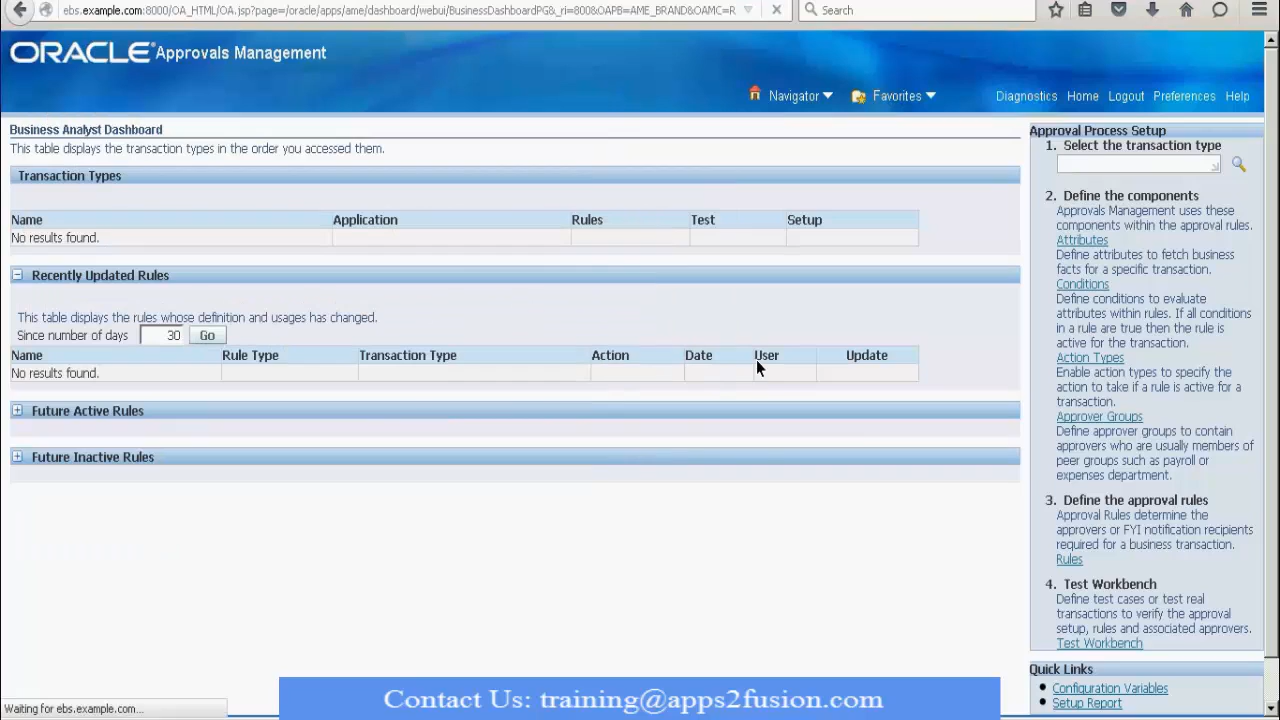 ebs.example.com:8000/OA_HTML/OA.jsp?page=/oracle/apps/ame/dashboard/webui/BusinessDashboardPG&_ri=800&OAPB=AME_BRAND&OAMC=R
Search
ORACLE® Approvals Management
Navigator
Favorites
Diagnostics Home Logout Preferences Help
Business Analyst Dashboard
This table displays the transaction types in the order you accessed them.
Transaction Types
Name Application Rules Test Setup
No results found.
Recently Updated Rules
This table displays the rules whose definition and usages has changed.
Since number of days 30 Go
Name Rule Type Transaction Type Action Date User Update
No results found.
Future Active Rules
Future Inactive Rules
Approval Process Setup
1. Select the transaction type
2. Define the components
Approvals Management uses these
components within the approval rules.
Attributes
Define attributes to fetch business
facts for a specific transaction.
Conditions
Define conditions to evaluate
attributes within rules. If all conditions
in a rule are true then the rule is
active for the transaction.
Action Types
Enable action types to specify the
action to take if a rule is active for a
transaction.
Approver Groups
Define approver groups to contain
approvers who are usually members of
peer groups such as payroll or
expenses department.
3. Define the approval rules
Approval Rules determine the
approvers or FYI notification recipients
required for a business transaction.
Rules
4. Test Workbench
Define test cases or test real
transactions to verify the approval
setup, rules and associated approvers.
Test Workbench
Quick Links
Configuration Variables
Setup Report
Waiting for ebs.example.com...
Contact Us: training@apps2fusion.com